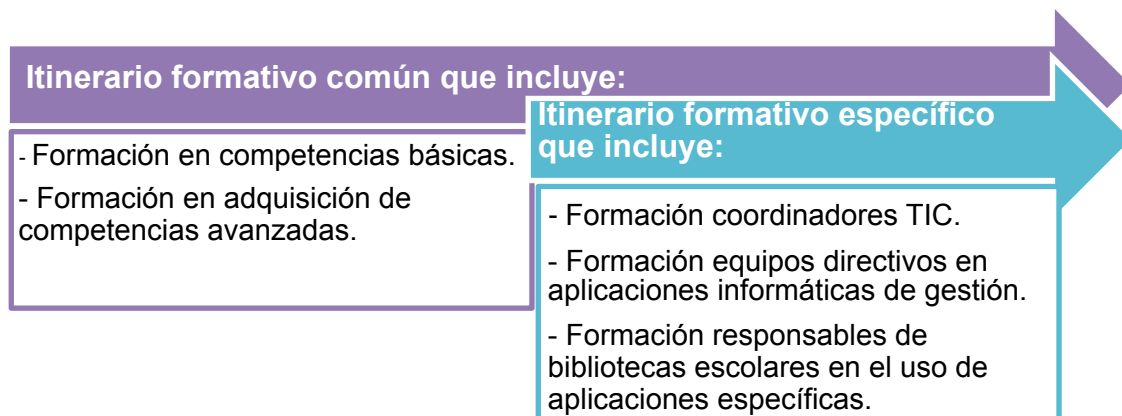 Itinerario formativo común que incluye:
- Formación en competencias básicas.
- Formación en adquisición de
competencias avanzadas.
Itinerario formativo específico
que incluye:
- Formación coordinadores TIC.
- Formación equipos directivos en
aplicaciones informáticas de gestión.
- Formación responsables de
bibliotecas escolares en el uso de
aplicaciones específicas.